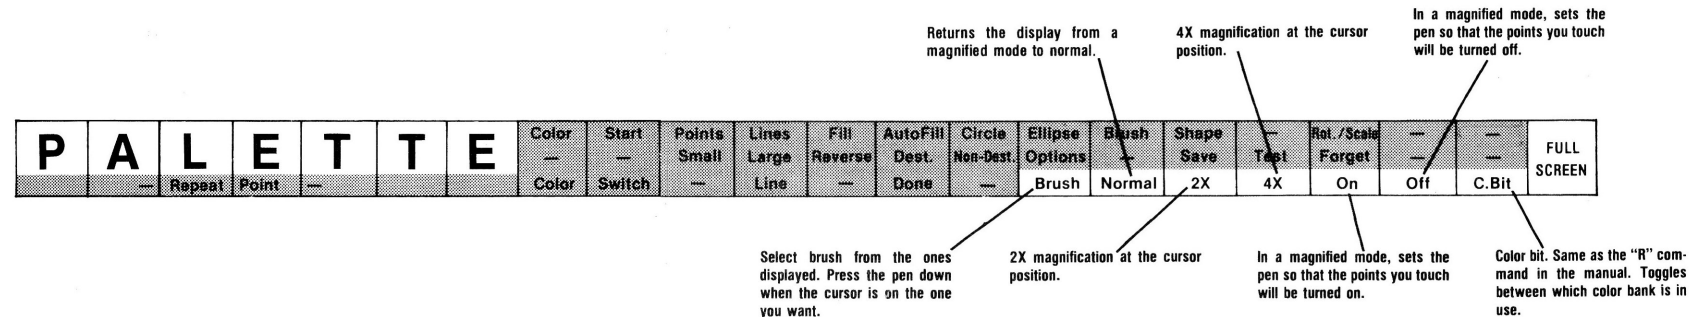 In a magnified mode, sets the
pen so that the points you touch
will be turned off.
Returns the display from a
magnified mode to normal.
4X magnification at the cursor
position.
PALETTE
Color Start Points Lines Fill AutoFill Circle Ellipse Brush Shape — Rot./Scale — —
— — Small Large Reverse Dest. Non-Dest. Options — Save Test Forget — —
FULL
SCREEN
— Repeat Point — Color Switch — Line — Done — Brush Normal 2X 4X On Off C.Bit
Select brush from the ones
displayed. Press the pen down
when the cursor is on the one
you want.
2X magnification at the cursor
position.
In a magnified mode, sets the
pen so that the points you touch
will be turned on.
Color bit. Same as the “R” com-
mand in the manual. Toggles
between which color bank is in
use.